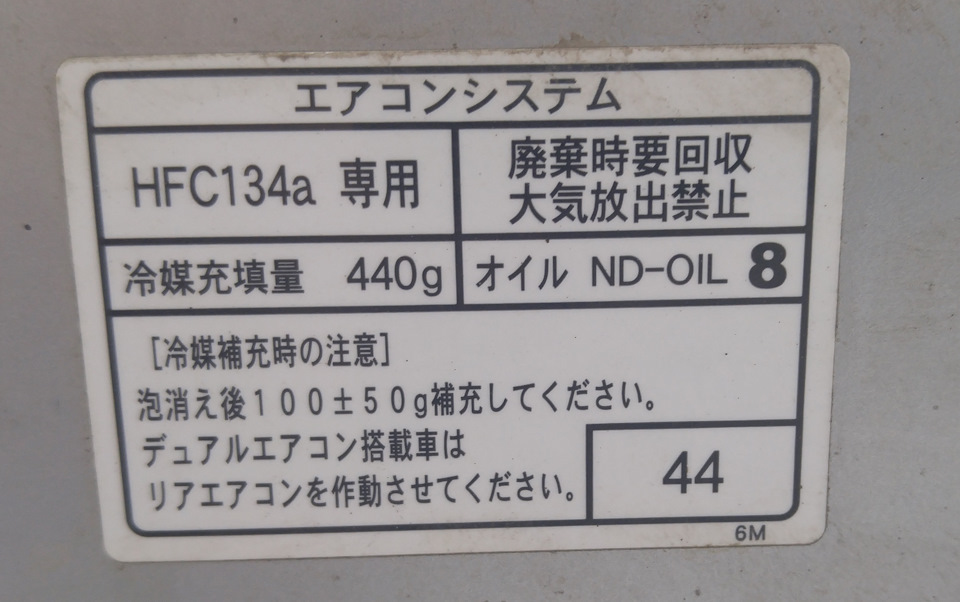 エアコンシステム
HFC134a 専用
廃棄時要回収
大気放出禁止
冷媒充填量 440g
オイル ND-OIL 8
[冷媒補充時の注意]
泡消え後100±50g補充してください。
デュアルエアコン搭載車は
リアエアコンを作動させてください。
44
6M